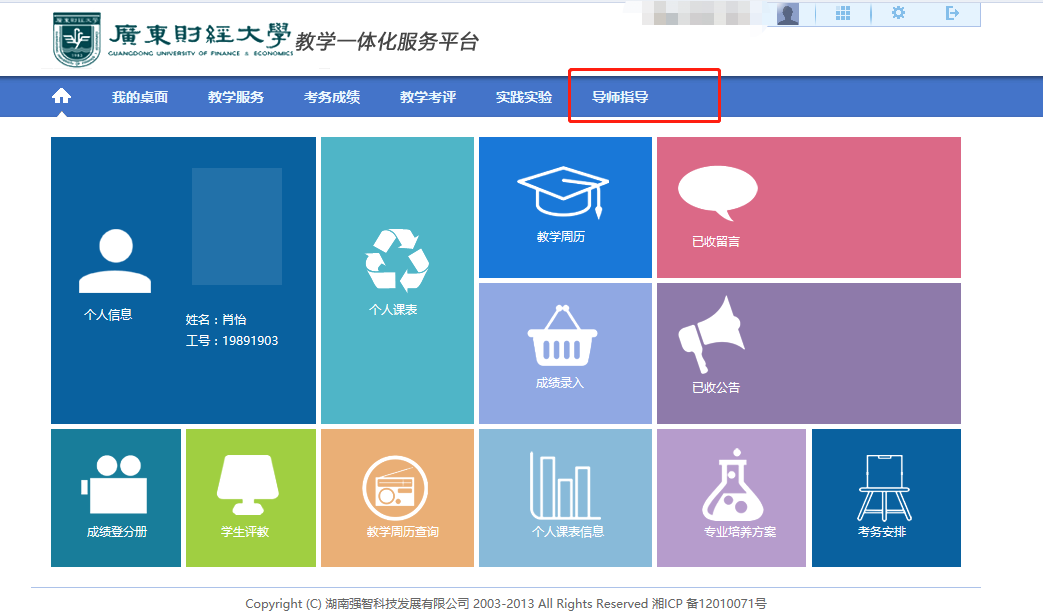 廣東財經大學
GUANGDONG UNIVERSITY OF FINANCE & ECONOMICS
教学一体化服务平台
我的桌面 教学服务 考务成绩 教学考评 实践实验 导师指导
个人信息
姓名：肖怡
工号：19891903
个人课表
教学周历
已收留言
成绩录入
已收公告
成绩登分册
学生评教
教学周历查询
个人课表信息
专业培养方案
考务安排
Copyright (C) 湖南强智科技发展有限公司 2003-2013 All Rights Reserved 湘ICP 备12010071号